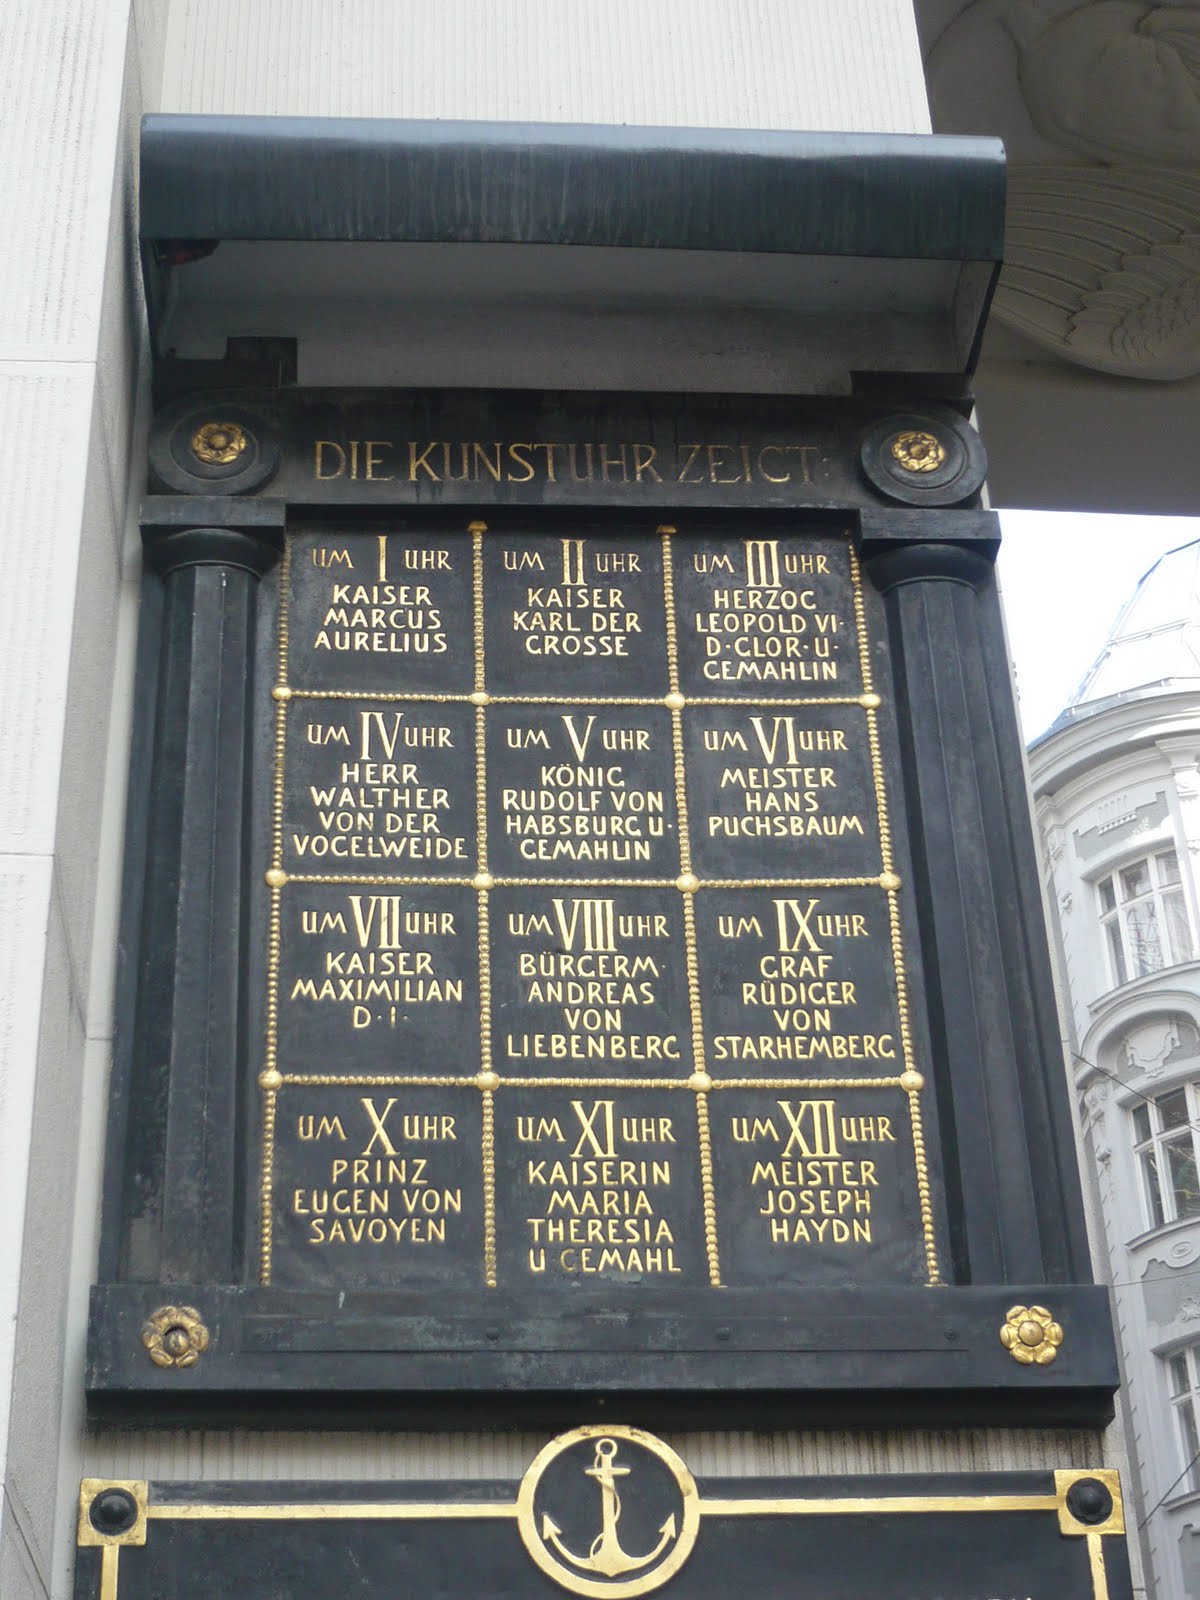 DIE KUNSTUHR ZEIGT:
UM I UHR
KAISER
MARCUS
AURELIUS
UM II UHR
KAISER
KARL DER
GROSSE
UM III UHR
HERZOG
LEOPOLD VI·
D·GLOR·U·
GEMAHLIN
UM IV UHR
HERR
WALTHER
VON DER
VOGELWEIDE
UM V UHR
KÖNIG
RUDOLF VON
HABSBURG U·
GEMAHLIN
UM VI UHR
MEISTER
HANS
PUCHSBAUM
UM VII UHR
KAISER
MAXIMILIAN
D·I·
UM VIII UHR
BÜRGERM·
ANDREAS
VON
LIEBENBERG
UM IX UHR
GRAF
RÜDIGER
VON
STARHEMBERG
UM X UHR
PRINZ
EUGEN VON
SAVOYEN
UM XI UHR
KAISERIN
MARIA
THERESIA
U·GEMAHL
UM XII UHR
MEISTER
JOSEPH
HAYDN